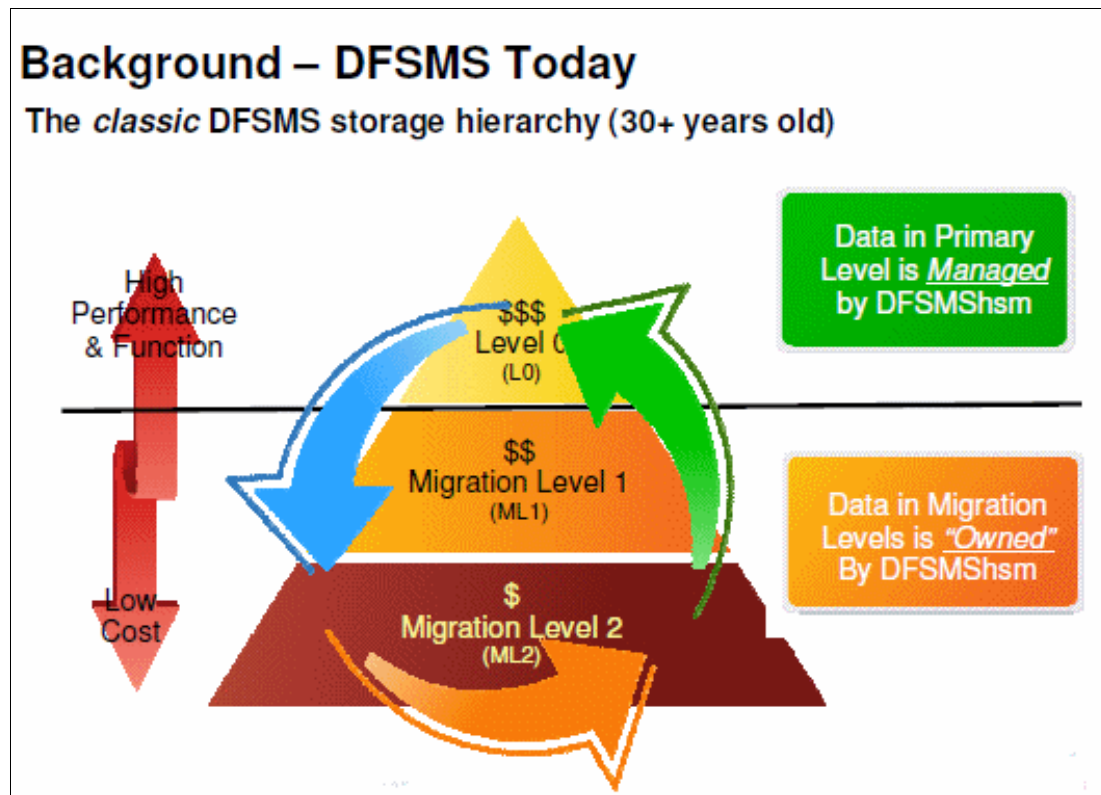 Background – DFSMS Today
The classic DFSMS storage hierarchy (30+ years old)
High
Performance
& Function
Low
Cost
$$$
Level 0
(L0)
$$
Migration Level 1
(ML1)
$
Migration Level 2
(ML2)
Data in Primary
Level is Managed
by DFSMShsm
Data in Migration
Levels is "Owned"
By DFSMShsm